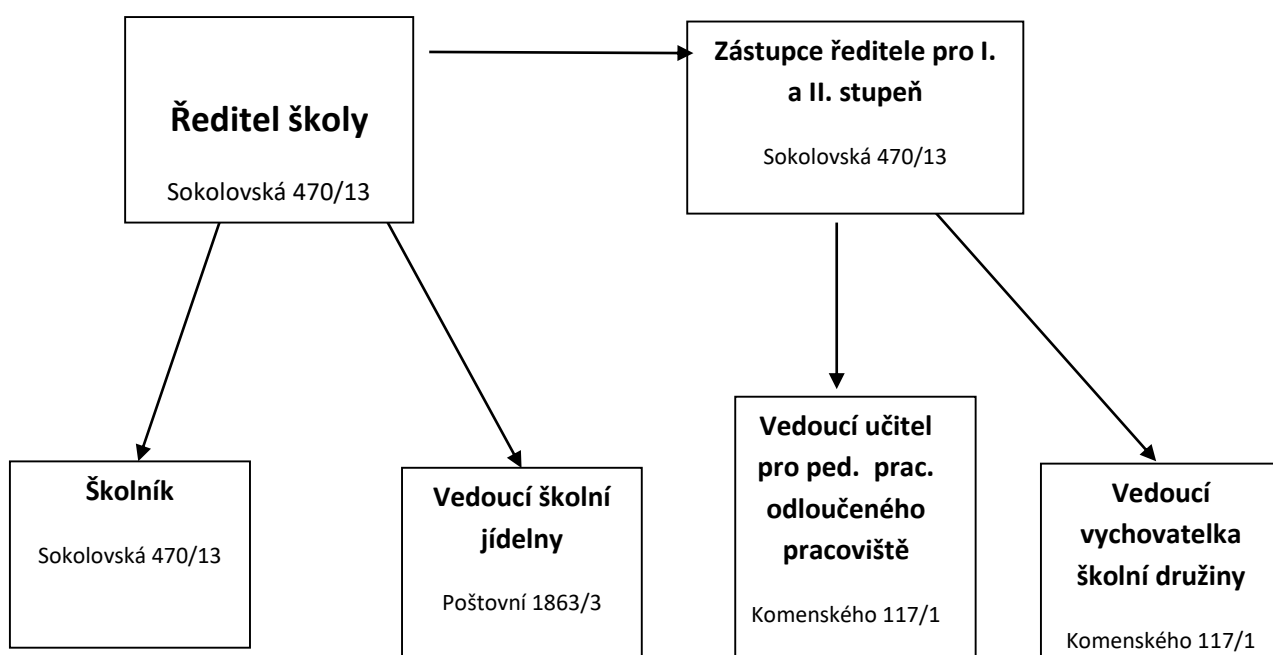 Ředitel školy
Sokolovská 470/13
Zástupce ředitele pro I.
a II. stupeň
Sokolovská 470/13
Školník
Sokolovská 470/13
Vedoucí školní
jídelny
Poštovní 1863/3
Vedoucí učitel
pro ped. prac.
odloučeného
pracoviště
Komenského 117/1
Vedoucí
vychovatelka
školní družiny
Komenského 117/1